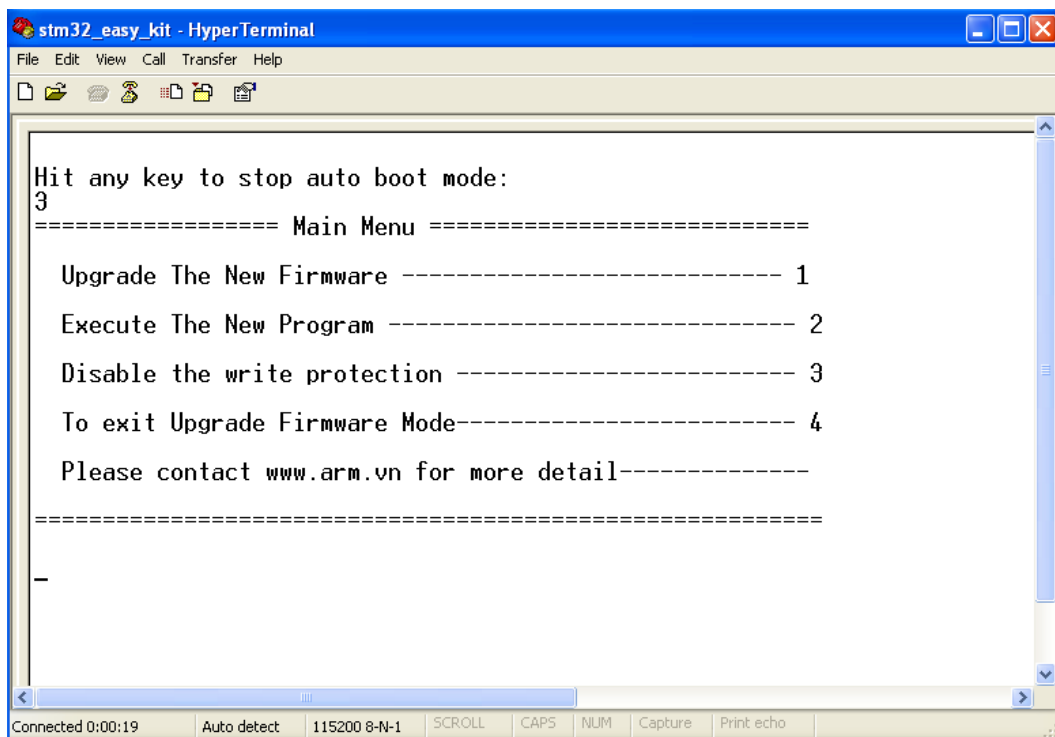 stm32_easy_kit - HyperTerminal
File Edit View Call Transfer Help
Hit any key to stop auto boot mode:
3
================== Main Menu ============================
Upgrade The New Firmware ---------------------------- 1
Execute The New Program ------------------------------ 2
Disable the write protection ------------------------- 3
To exit Upgrade Firmware Mode------------------------- 4
Please contact www.arm.vn for more detail--------------
==========================================================
_
Connected 0:00:19 Auto detect 115200 8-N-1 SCROLL CAPS NUM Capture Print echo